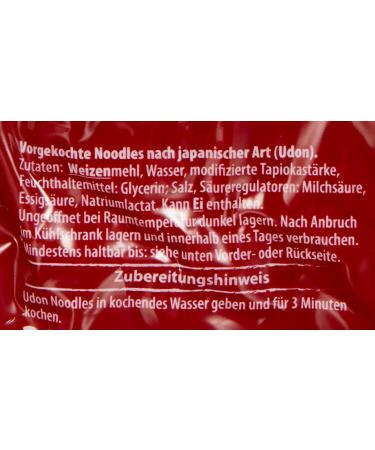 Vorgekochte Noodles nach japanischer Art (Udon).
Zutaten: Weizenmehl, Wasser, modifizierte Tapiokastärke,
Feuchthaltemittel: Glycerin; Salz, Säureregulatoren: Milchsäure,
Essigsäure, Natriumlactat. Kann Ei enthalten.
Ungeöffnet bei Raumtemperatur dunkel lagern. Nach Anbruch
im Kühlschrank lagern und innerhalb eines Tages verbrauchen.
Mindestens haltbar bis: siehe unten Vorder- oder Rückseite.
Zubereitungshinweis
Udon Noodles in kochendes Wasser geben und für 3 Minuten
kochen.